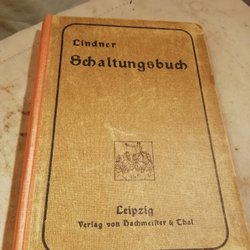 Lindner
Schaltungsbuch
Leipzig
Verlag von Hachmeister & Thal